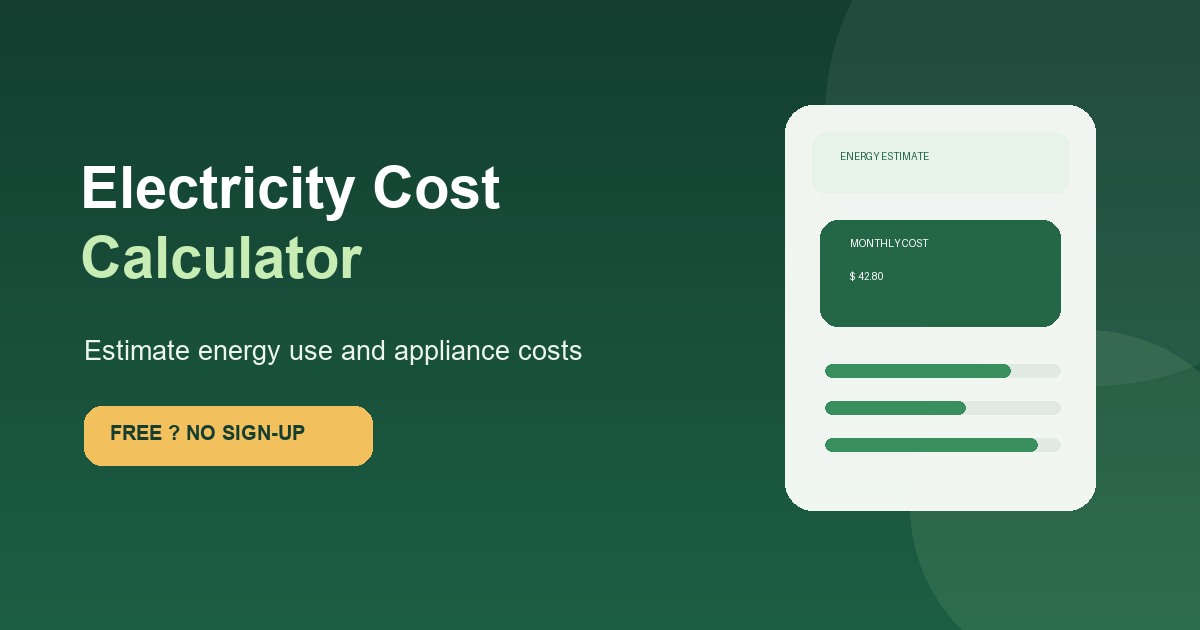 Electricity Cost
Calculator
Estimate energy use and appliance costs
FREE ? NO SIGN-UP
ENERGY ESTIMATE
MONTHLY COST
$ 42.80